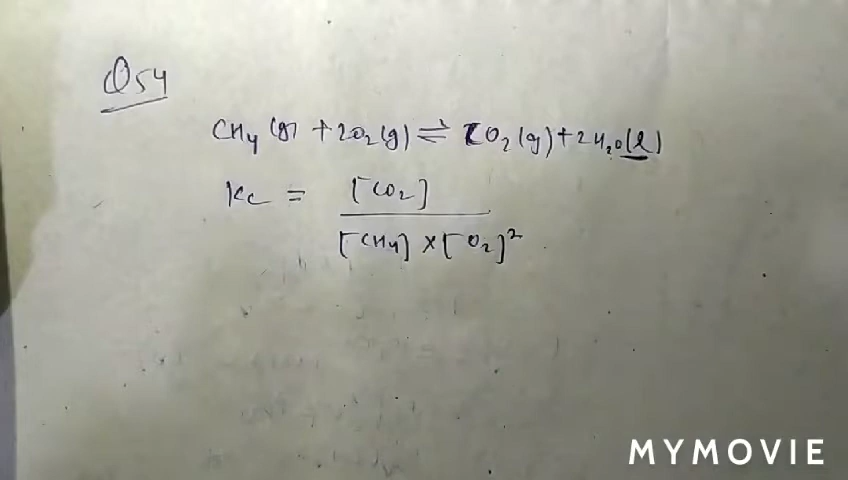 Q54
CH₄(g) + 2O₂(g) ⇌ CO₂(g) + 2H₂O(l)
Kc = [CO₂]
[CH₄] × [O₂]²
MYMOVIE